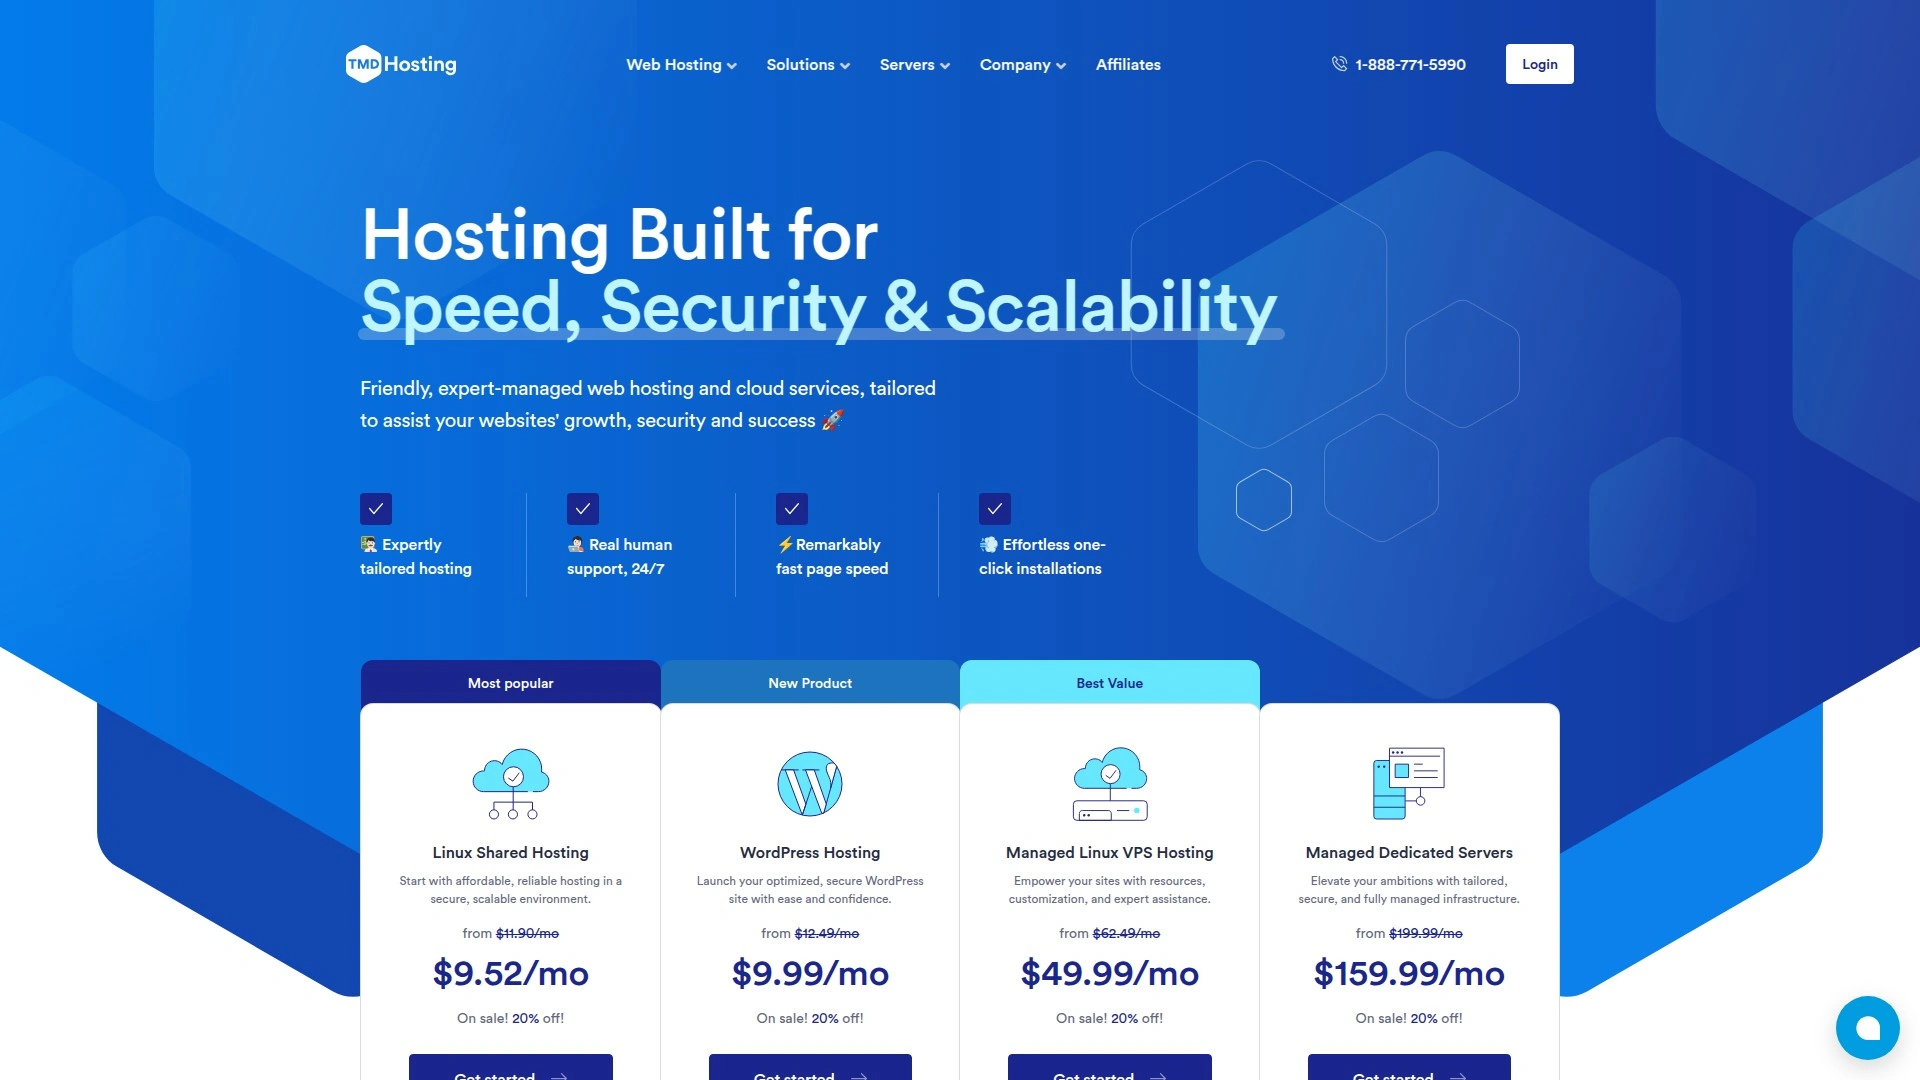 TMD Hosting
Web Hosting
Solutions
Servers
Company
Affiliates
1-888-771-5990
Login
Hosting Built for
Speed, Security & Scalability
Friendly, expert-managed web hosting and cloud services, tailored
to assist your websites' growth, security and success 🚀
Expertly
tailored hosting
Real human
support, 24/7
⚡Remarkably
fast page speed
Effortless one-
click installations
Most popular
Linux Shared Hosting
Start with affordable, reliable hosting in a
secure, scalable environment.
from $11.90/mo
$9.52/mo
On sale! 20% off!
Get started
New Product
WordPress Hosting
Launch your optimized, secure WordPress
site with ease and confidence.
from $12.49/mo
$9.99/mo
On sale! 20% off!
Get started
Best Value
Managed Linux VPS Hosting
Empower your sites with resources,
customization, and expert assistance.
from $62.49/mo
$49.99/mo
On sale! 20% off!
Get started
Managed Dedicated Servers
Elevate your ambitions with tailored,
secure, and fully managed infrastructure.
from $199.99/mo
$159.99/mo
On sale! 20% off!
Get started